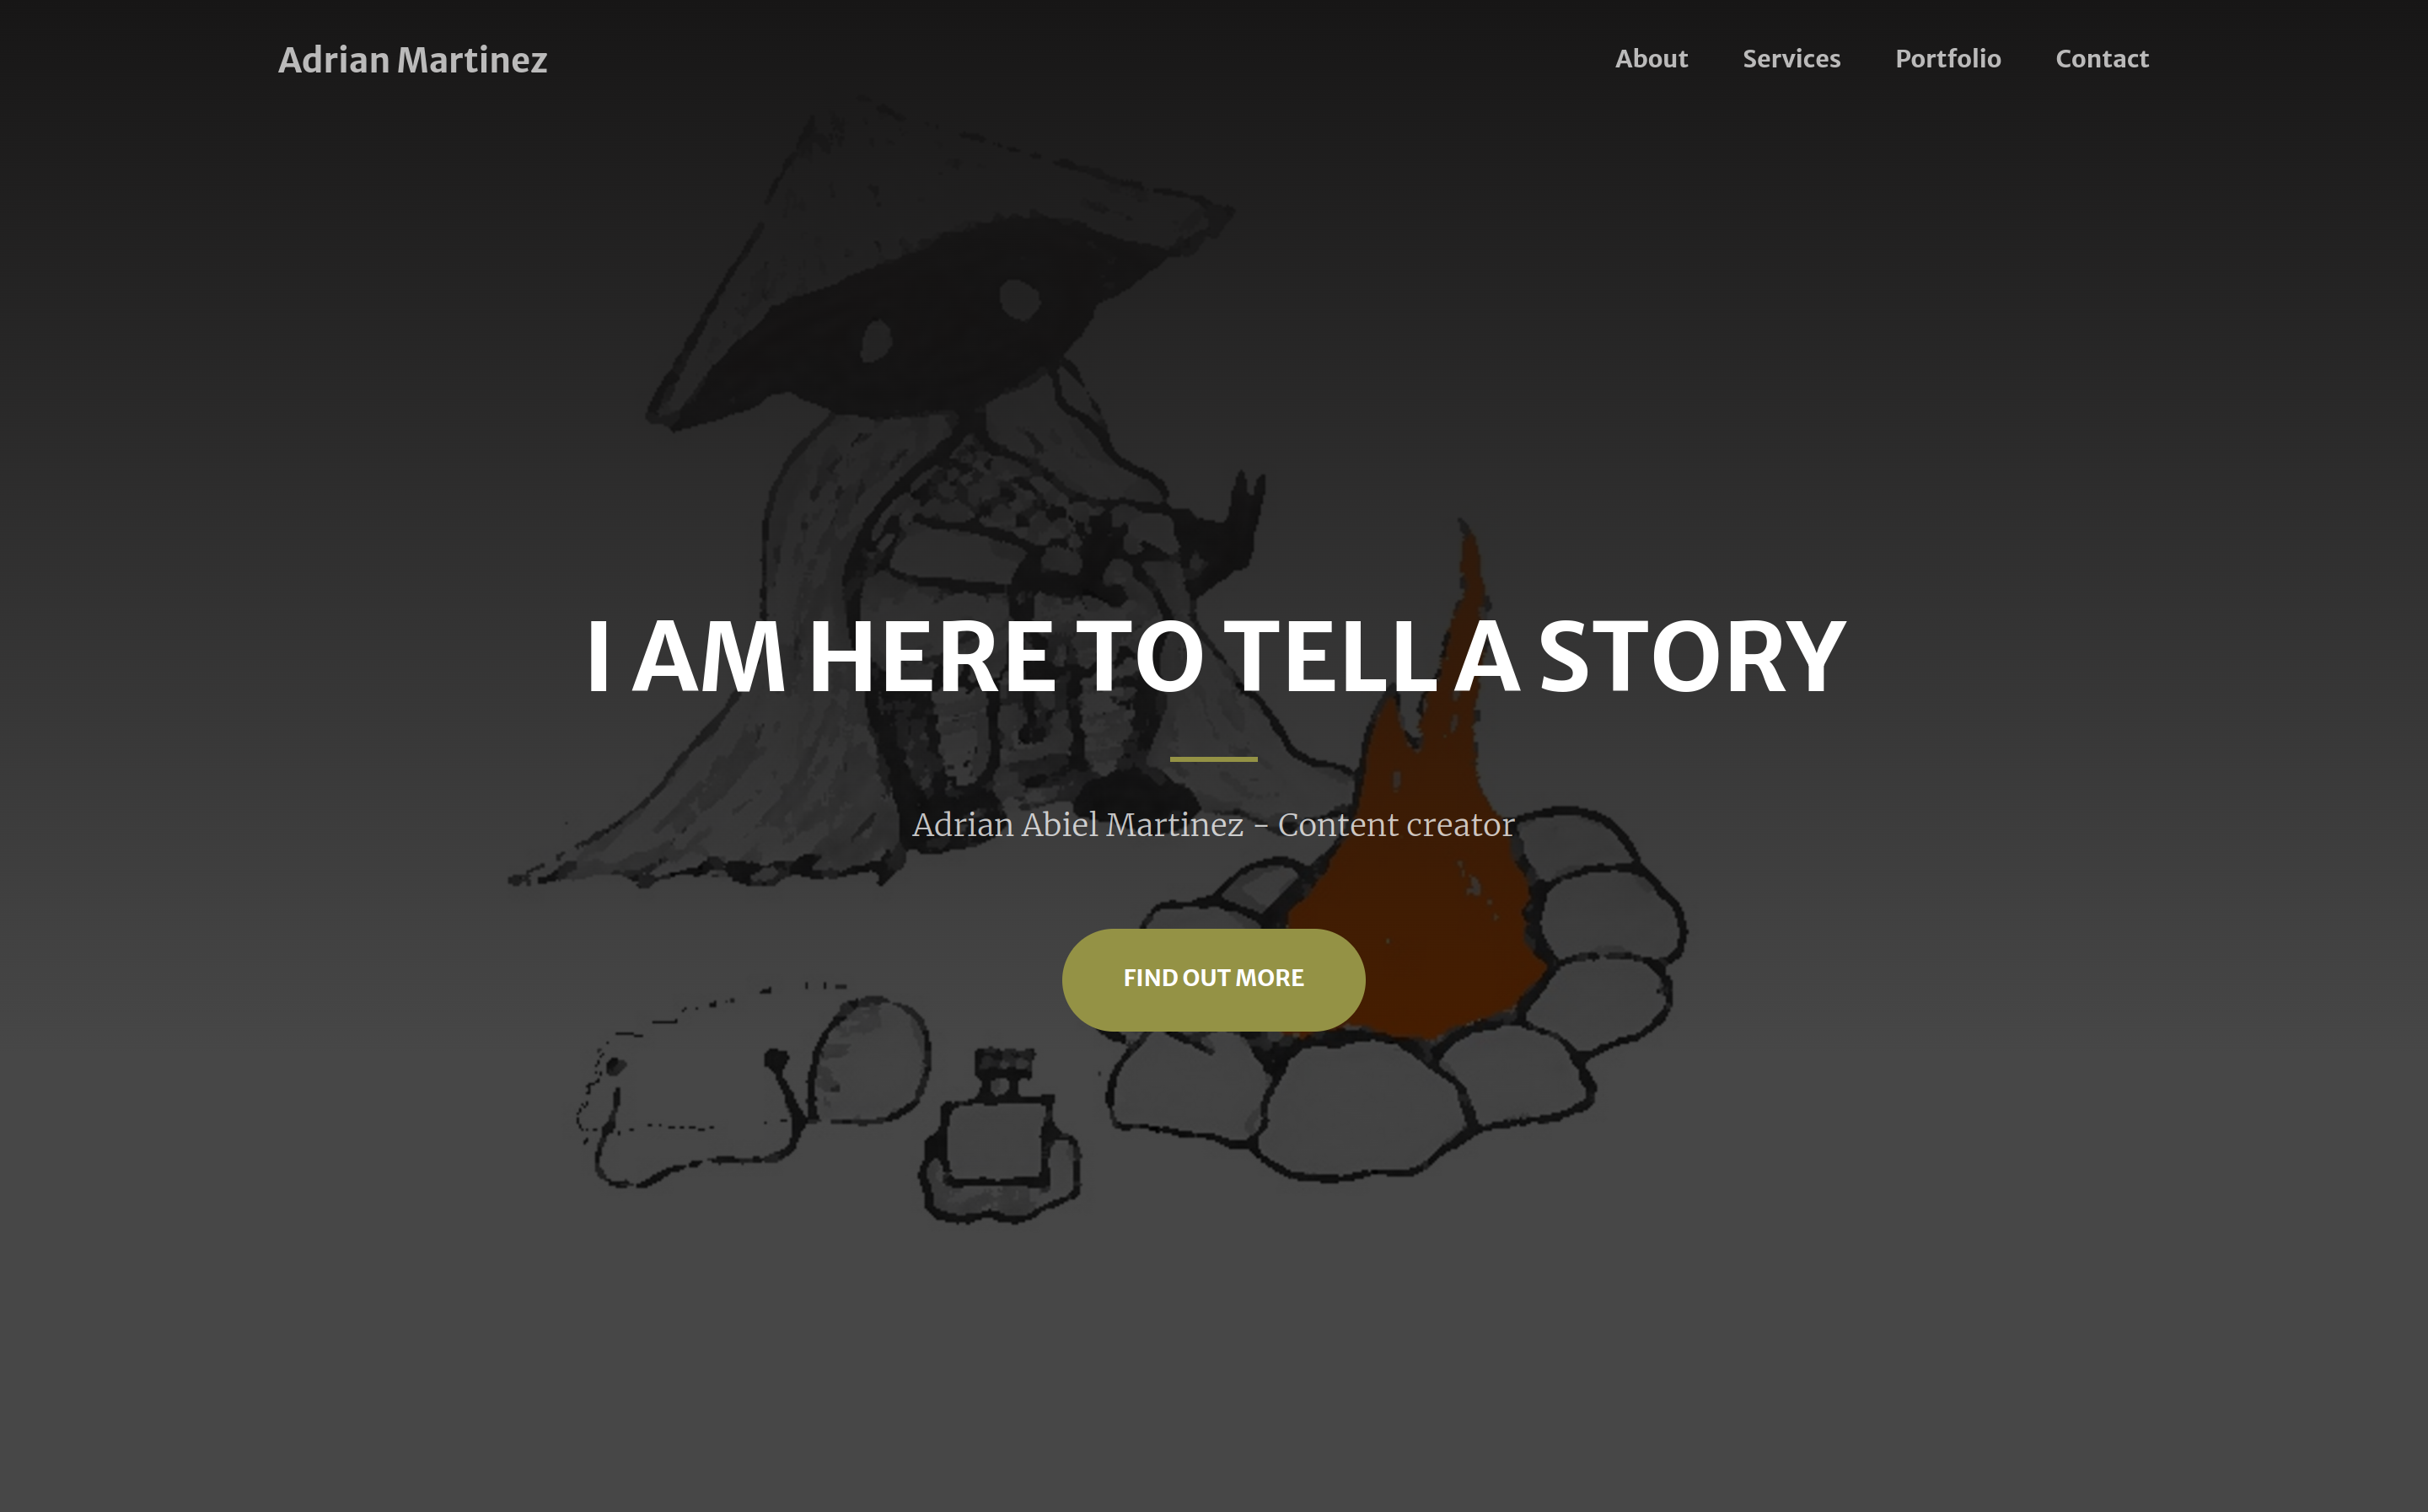 Adrian Martinez
About Services Portfolio Contact
I AM HERE TO TELL A STORY
Adrian Abiel Martinez - Content creator
FIND OUT MORE